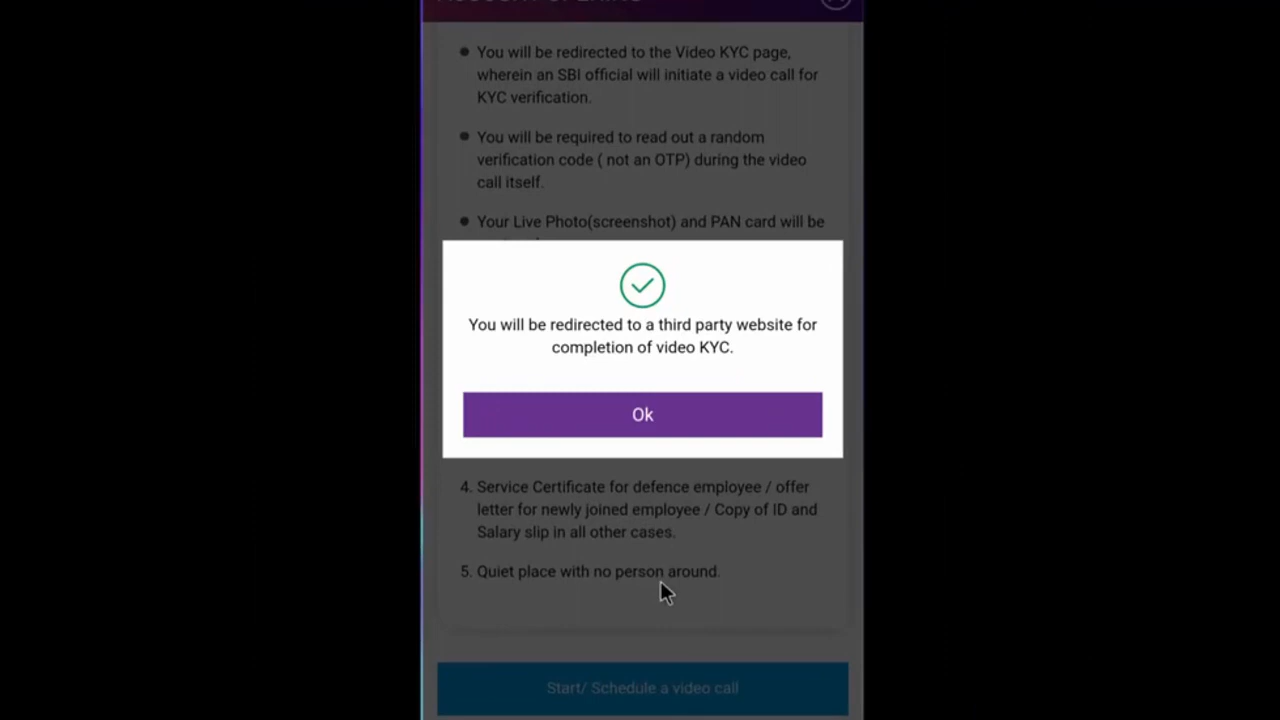 You will be redirected to the Video KYC page,
wherein an SBI official will initiate a video call for
KYC verification.
You will be required to read out a random
verification code ( not an OTP) during the video
call itself.
Your Live Photo(screenshot) and PAN card will be
You will be redirected to a third party website for
completion of video KYC.
Ok
4. Service Certificate for defence employee / offer
letter for newly joined employee / Copy of ID and
Salary slip in all other cases.
5. Quiet place with no person around.
Start/ Schedule a video call